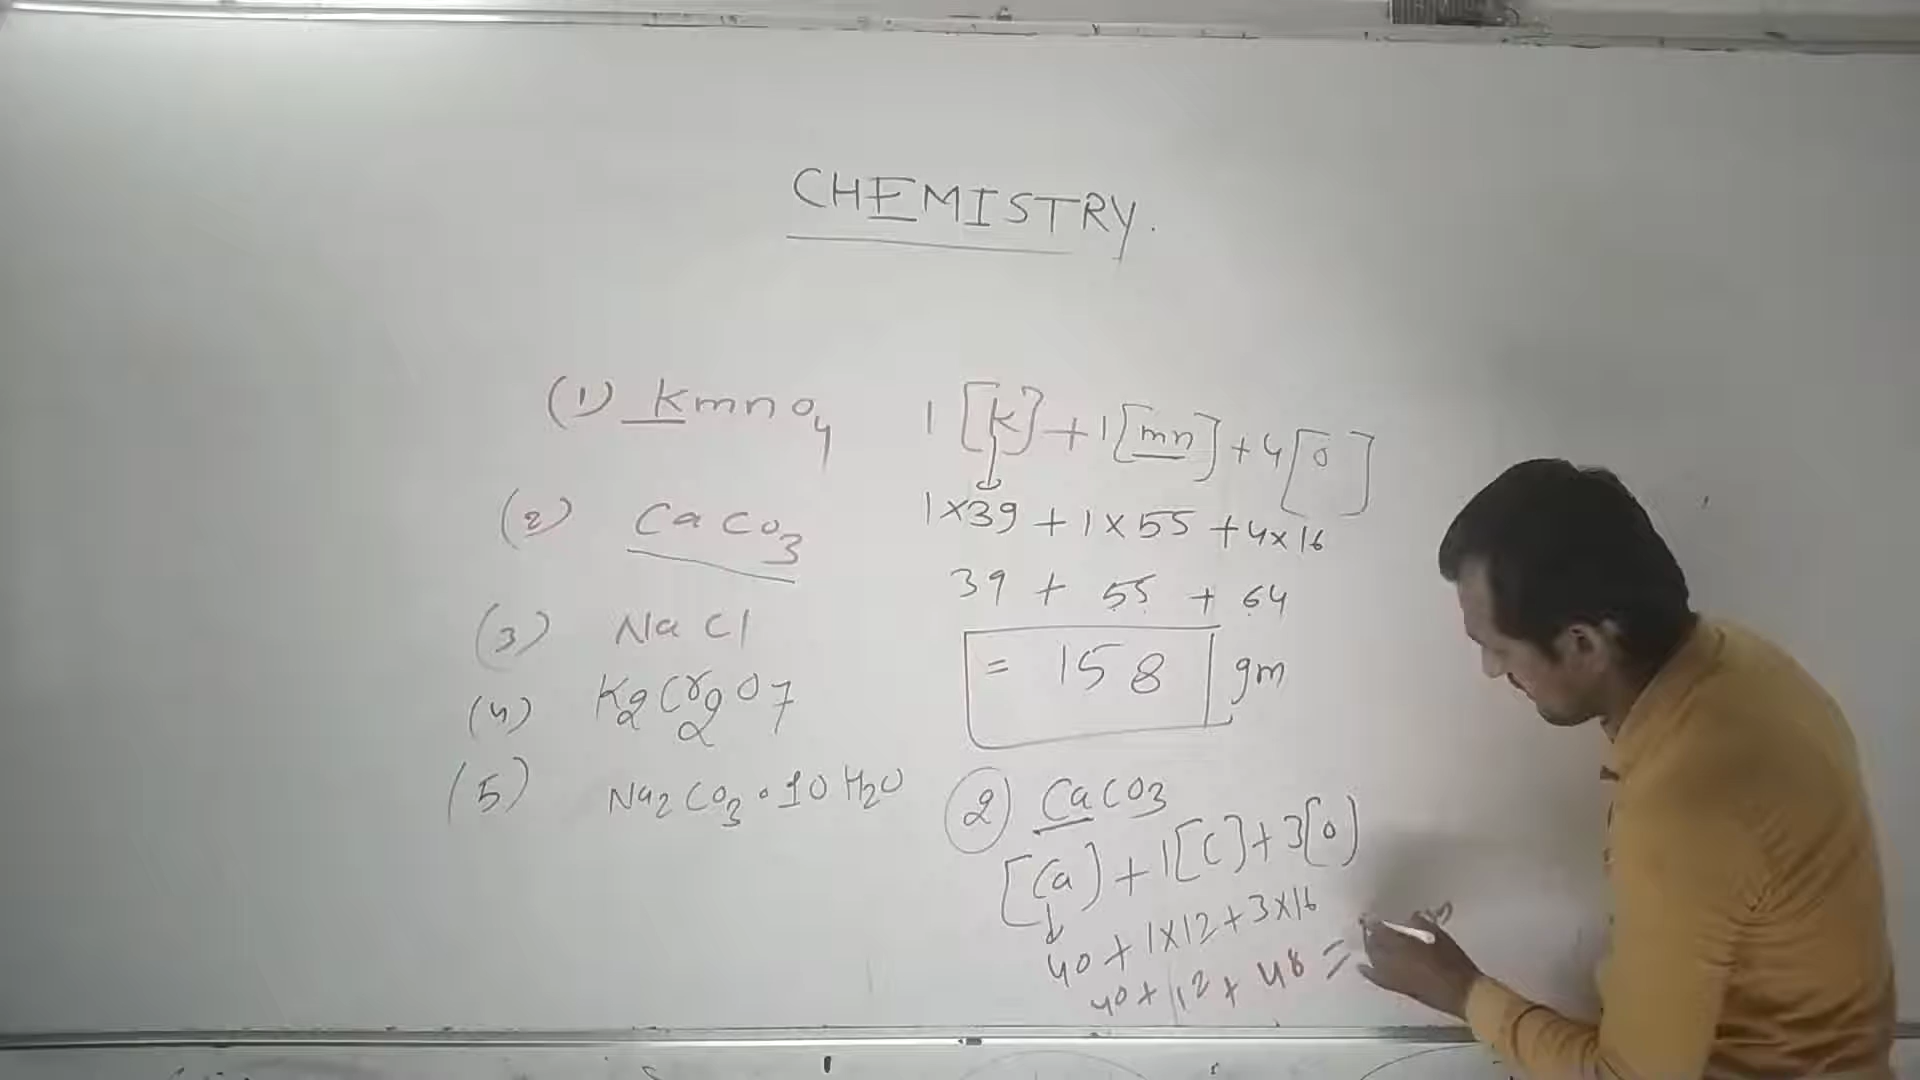 CHEMISTRY.
(1) KmnO4
(2) CaCO3
(3) NaCl
(4) K2Cr2O7
(5) Na2CO3•10H2O
1[K]+1[mn]+4[O]
1×39+1×55+4×16
39+55+64
= 158 gm
(2) CaCO3
[Ca]+1[C]+3[O]
40+1×12+3×16
40+12+48=